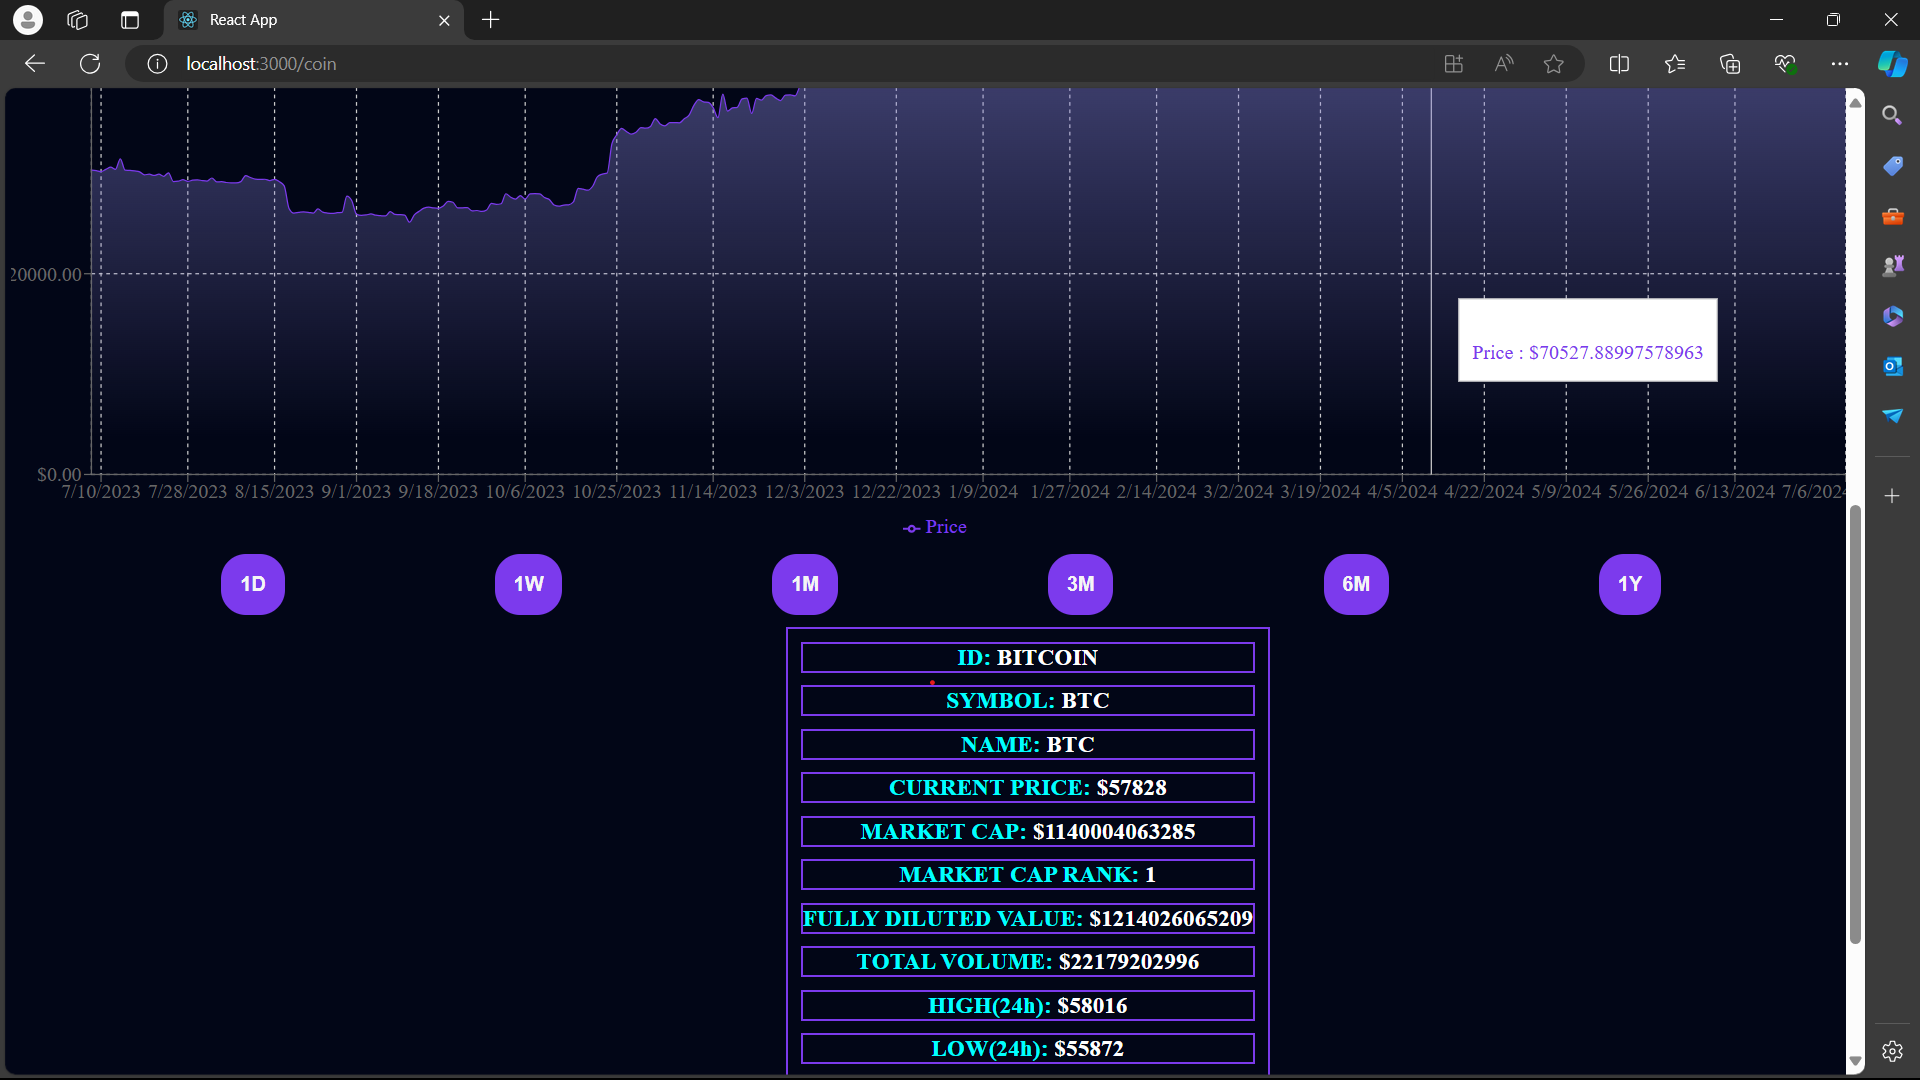 React App
localhost:3000/coin
20000.00
Price : $70527.88997578963
$0.00
7/10/2023 7/28/2023 8/15/2023 9/1/2023 9/18/2023 10/6/2023 10/25/2023 11/14/2023 12/3/2023 12/22/2023 1/9/2024 1/27/2024 2/14/2024 3/2/2024 3/19/2024 4/5/2024 4/22/2024 5/9/2024 5/26/2024 6/13/2024 7/6/2024
Price
1D 1W 1M 3M 6M 1Y
ID: BITCOIN
SYMBOL: BTC
NAME: BTC
CURRENT PRICE: $57828
MARKET CAP: $1140004063285
MARKET CAP RANK: 1
FULLY DILUTED VALUE: $1214026065209
TOTAL VOLUME: $22179202996
HIGH(24h): $58016
LOW(24h): $55872